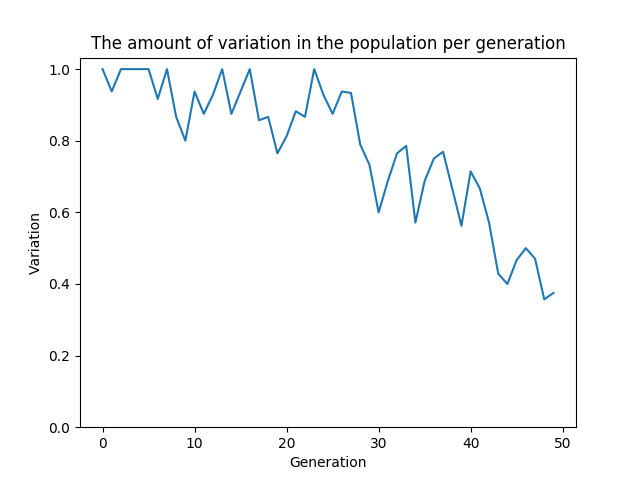 The amount of variation in the population per generation
1.0
0.8
0.6
0.4
0.2
0.0
Variation
0 10 20 30 40 50
Generation